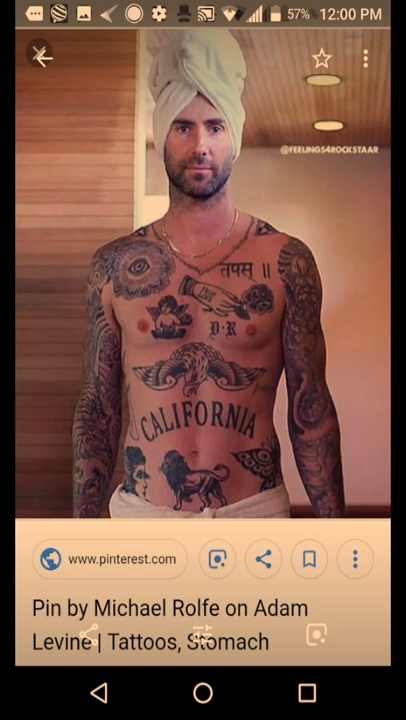 57% 12:00 PM
@FEELINGS4ROCKSTAAR
तपस् ॥
D·R
CALIFORNIA
www.pinterest.com
Pin by Michael Rolfe on Adam
Levine | Tattoos, Stomach